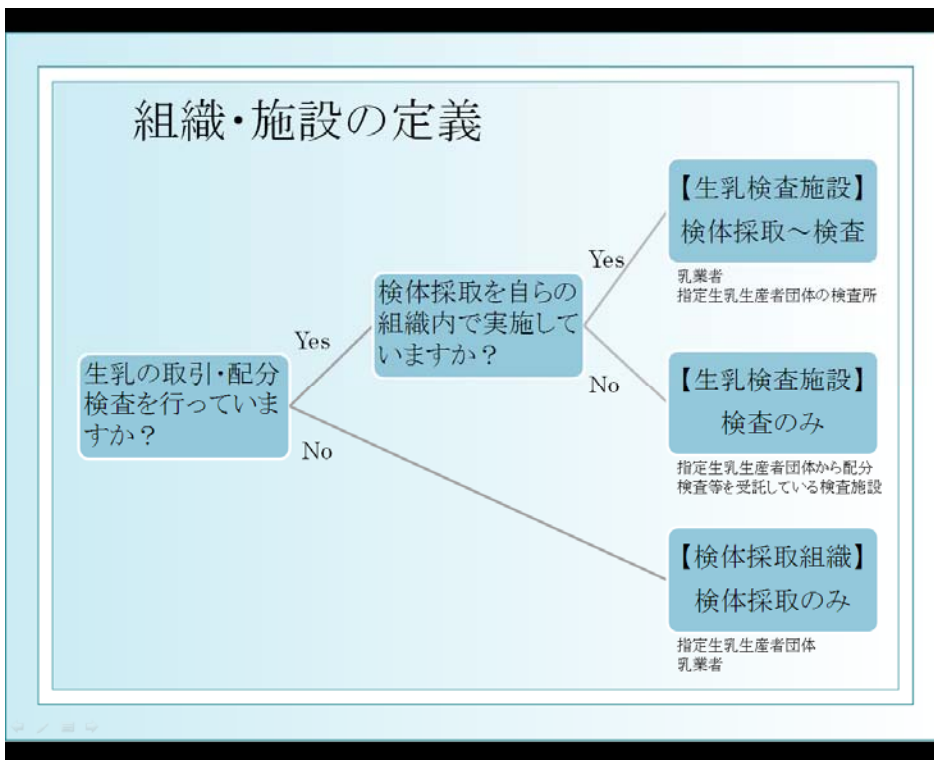 組織・施設の定義
生乳の取引・配分
検査を行っていま
すか？
Yes
No
検体採取を自らの
組織内で実施して
いますか？
Yes
No
【生乳検査施設】
検体採取～検査
乳業者
指定生乳生産者団体の検査所
【生乳検査施設】
検査のみ
指定生乳生産者団体から配分
検査等を受託している検査施設
【検体採取組織】
検体採取のみ
指定生乳生産者団体
乳業者